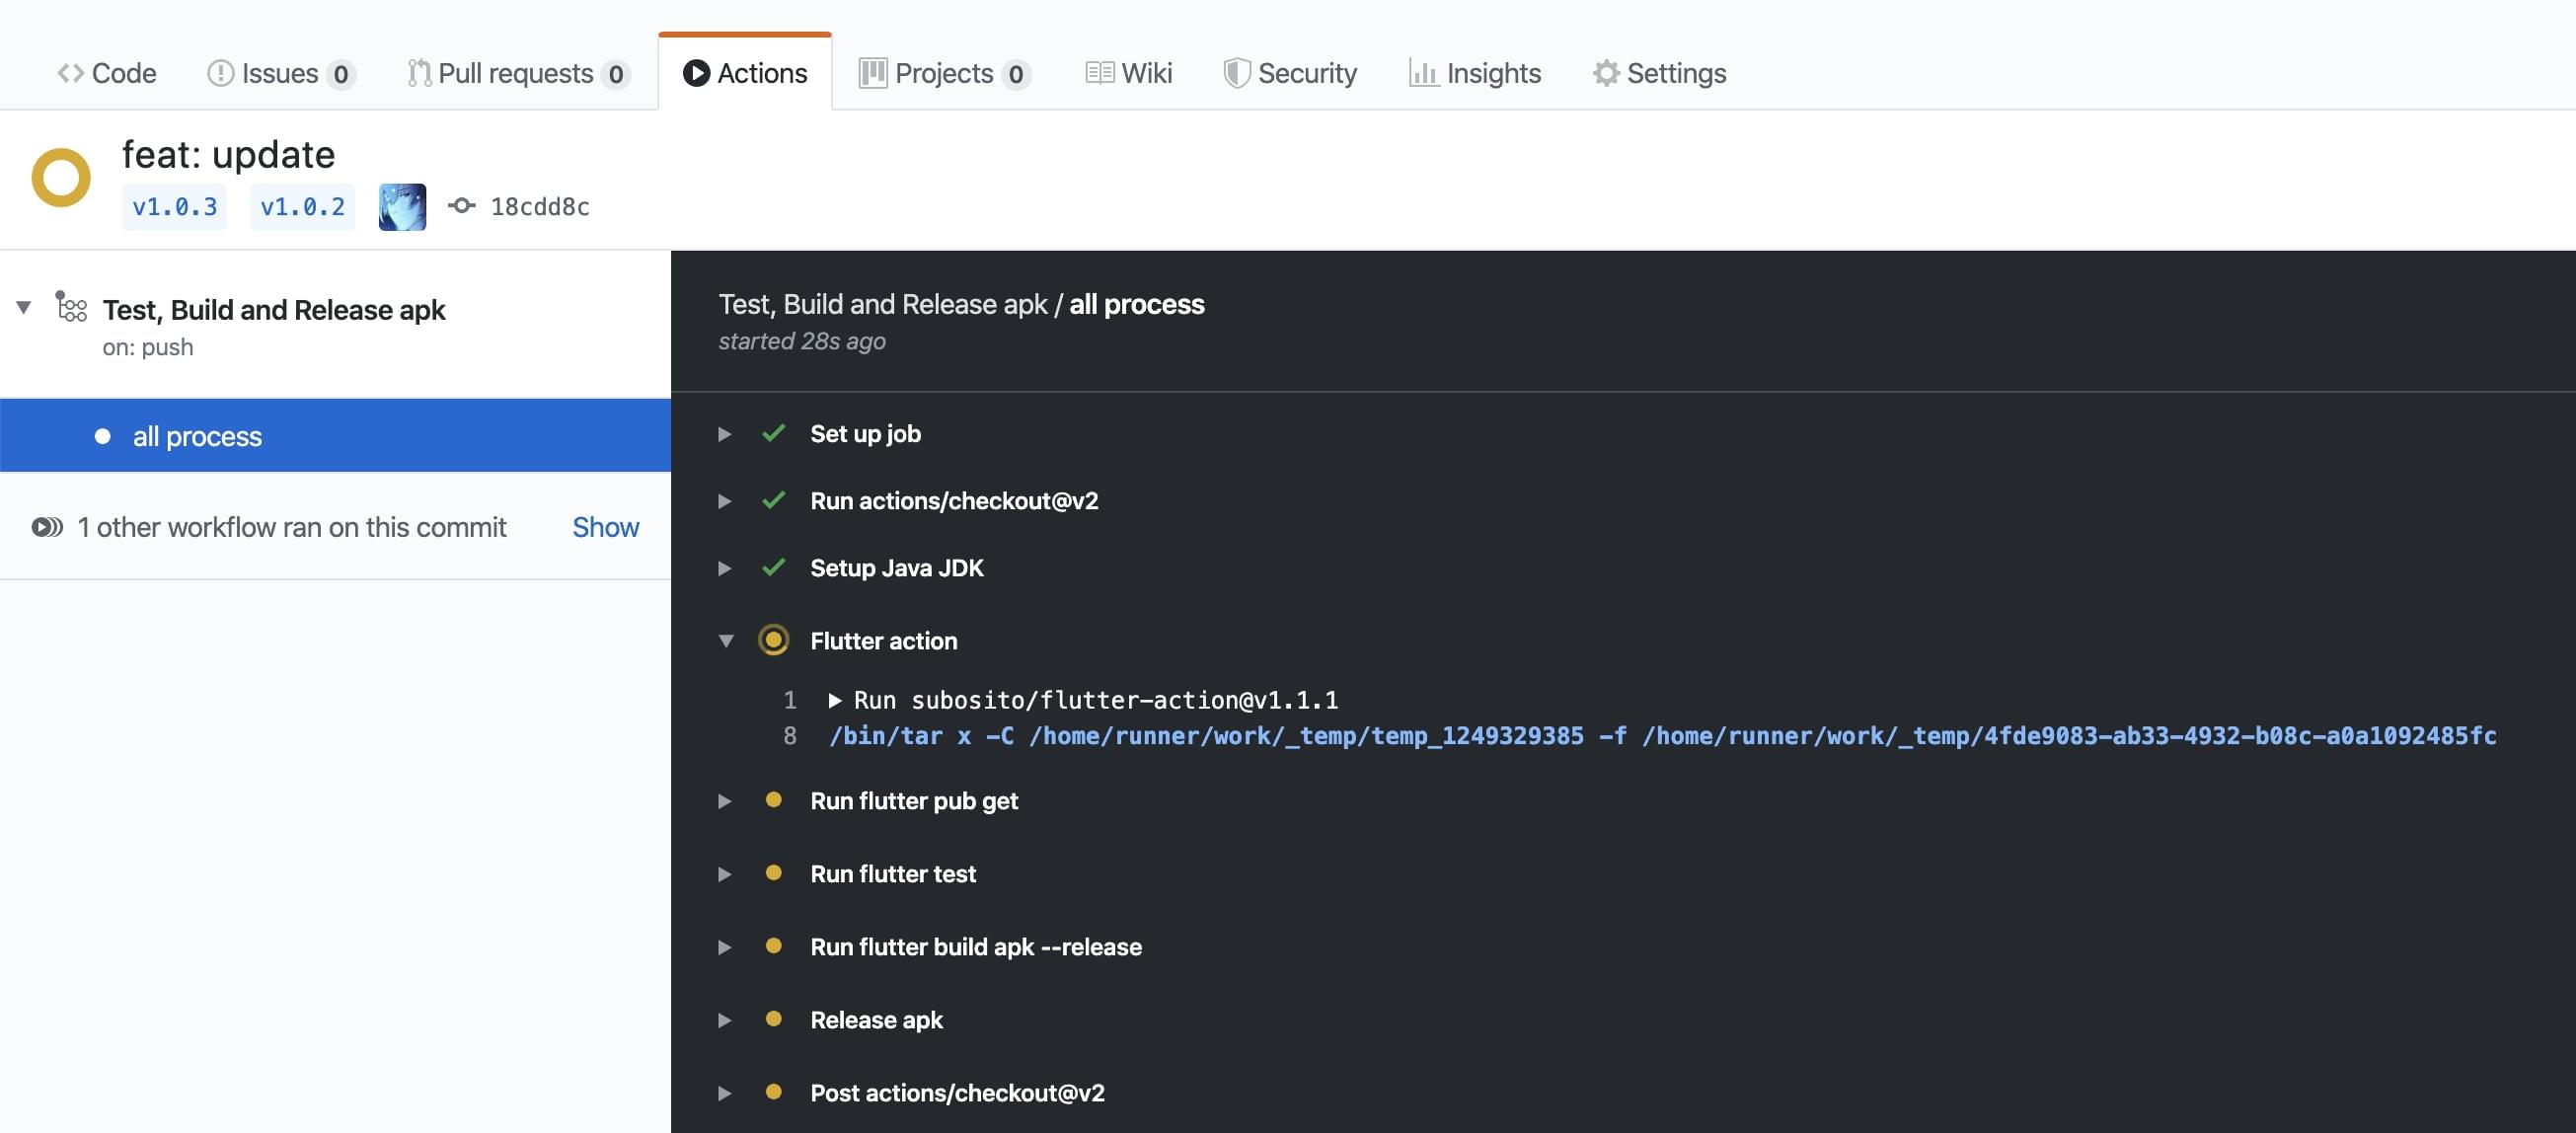 Code Issues 0 Pull requests 0 Actions Projects 0 Wiki Security Insights Settings
feat: update
v1.0.3 v1.0.2 18cdd8c
Test, Build and Release apk
on: push
all process
1 other workflow ran on this commit Show
Test, Build and Release apk / all process
started 28s ago
Set up job
Run actions/checkout@v2
Setup Java JDK
Flutter action
1 Run subosito/flutter-action@v1.1.1
8 /bin/tar x -C /home/runner/work/_temp/temp_1249329385 -f /home/runner/work/_temp/4fde9083-ab33-4932-b08c-a0a1092485fc
Run flutter pub get
Run flutter test
Run flutter build apk --release
Release apk
Post actions/checkout@v2